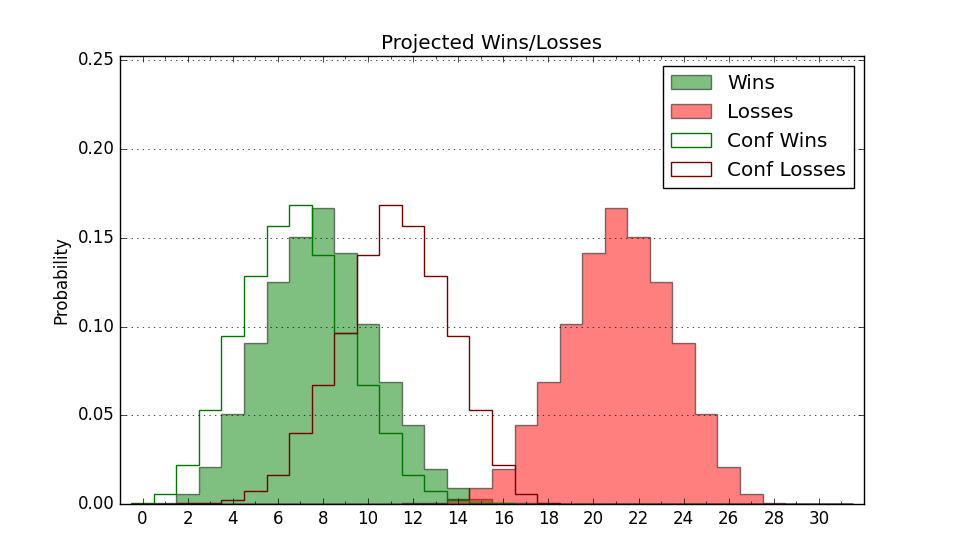 Projected Wins/Losses
0.25
0.20
0.15
0.10
0.05
0.00
Probability
Wins
Losses
Conf Wins
Conf Losses
0 2 4 6 8 10 12 14 16 18 20 22 24 26 28 30